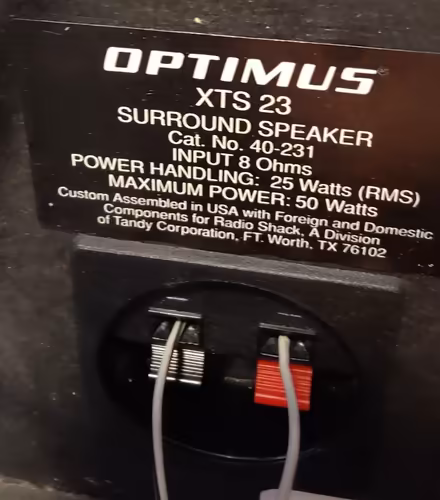 OPTIMUS®
XTS 23
SURROUND SPEAKER
Cat. No. 40-231
INPUT 8 Ohms
POWER HANDLING: 25 Watts (RMS)
MAXIMUM POWER: 50 Watts
Custom Assembled in USA with Foreign and Domestic
Components for Radio Shack, A Division
of Tandy Corporation, FT. Worth, TX 76102